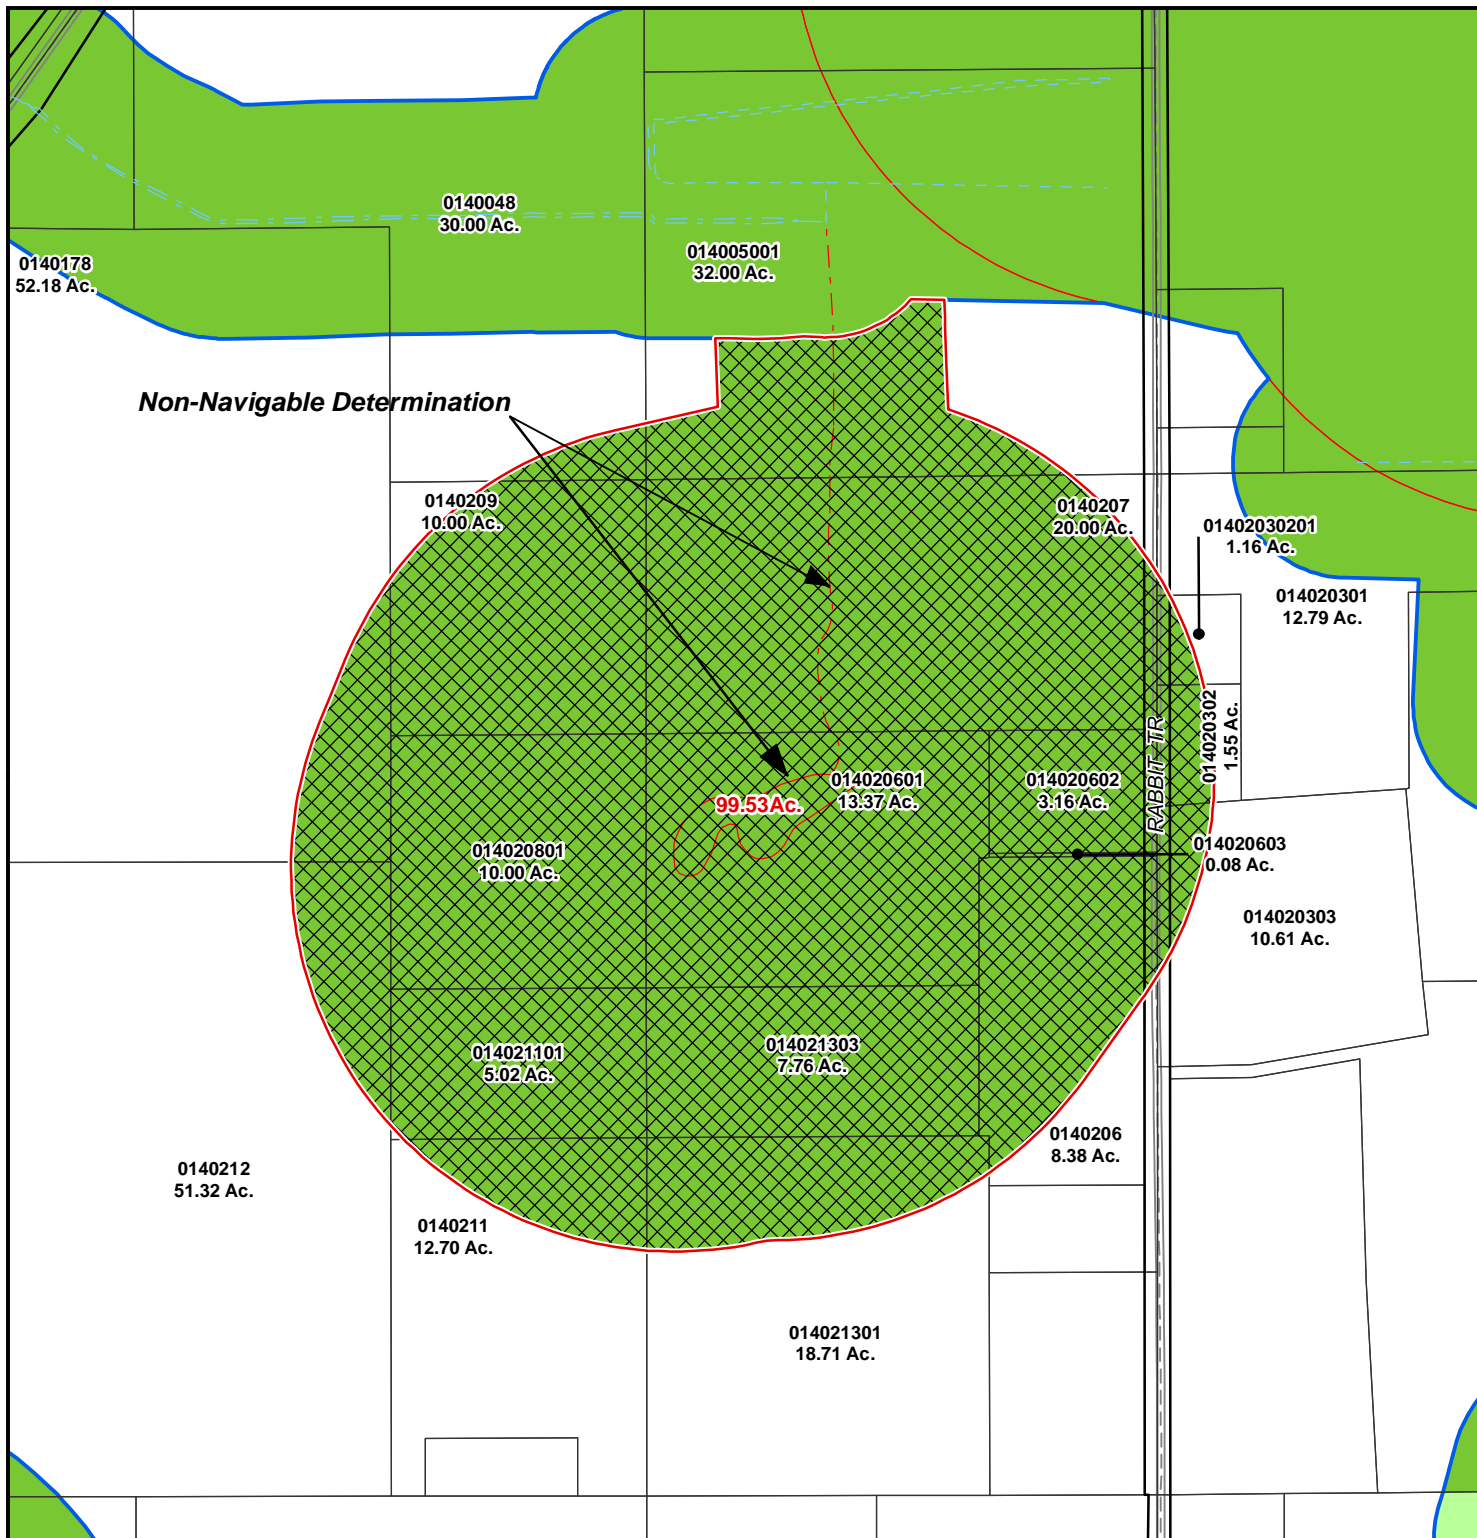 0140048
30.00 Ac.
0140178
52.18 Ac.
014005001
32.00 Ac.
Non-Navigable Determination
0140209
10.00 Ac.
0140207
20.00 Ac.
01402030201
1.16 Ac.
014020301
12.79 Ac.
014020302
1.55 Ac.
RABBIT TR
014020601
13.37 Ac.
014020602
3.16 Ac.
99.53Ac.
014020801
10.00 Ac.
014020603
0.08 Ac.
014020303
10.61 Ac.
014021101
5.02 Ac.
014021303
7.76 Ac.
0140206
8.38 Ac.
0140212
51.32 Ac.
0140211
12.70 Ac.
014021301
18.71 Ac.